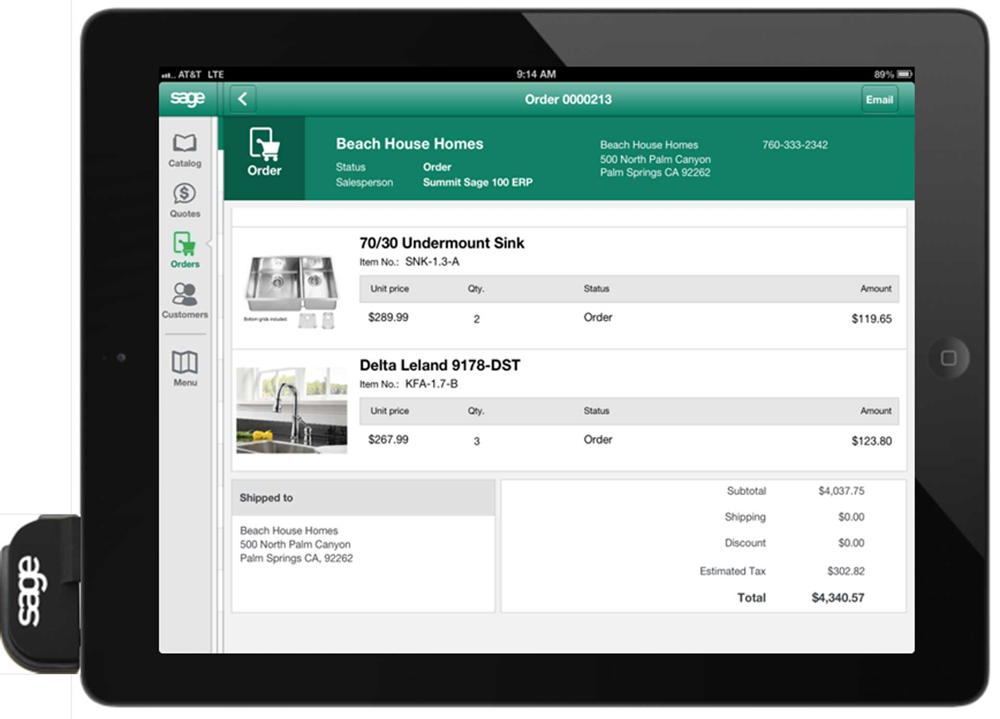 AT&T LTE
9:14 AM
89%
sage
Order 0000213
Email
Catalog
Quotes
Orders
Customers
Menu
Order
Beach House Homes
Status Order
Salesperson Summit Sage 100 ERP
Beach House Homes
500 North Palm Canyon
Palm Springs CA 92262
760-333-2342
70/30 Undermount Sink
Item No.: SNK-1.3-A
Unit price Qty. Status Amount
$289.99 2 Order $119.65
Bottom grids included
Delta Leland 9178-DST
Item No.: KFA-1.7-B
Unit price Qty. Status Amount
$267.99 3 Order $123.80
Shipped to
Beach House Homes
500 North Palm Canyon
Palm Springs CA, 92262
Subtotal $4,037.75
Shipping $0.00
Discount $0.00
Estimated Tax $302.82
Total $4,340.57
sage